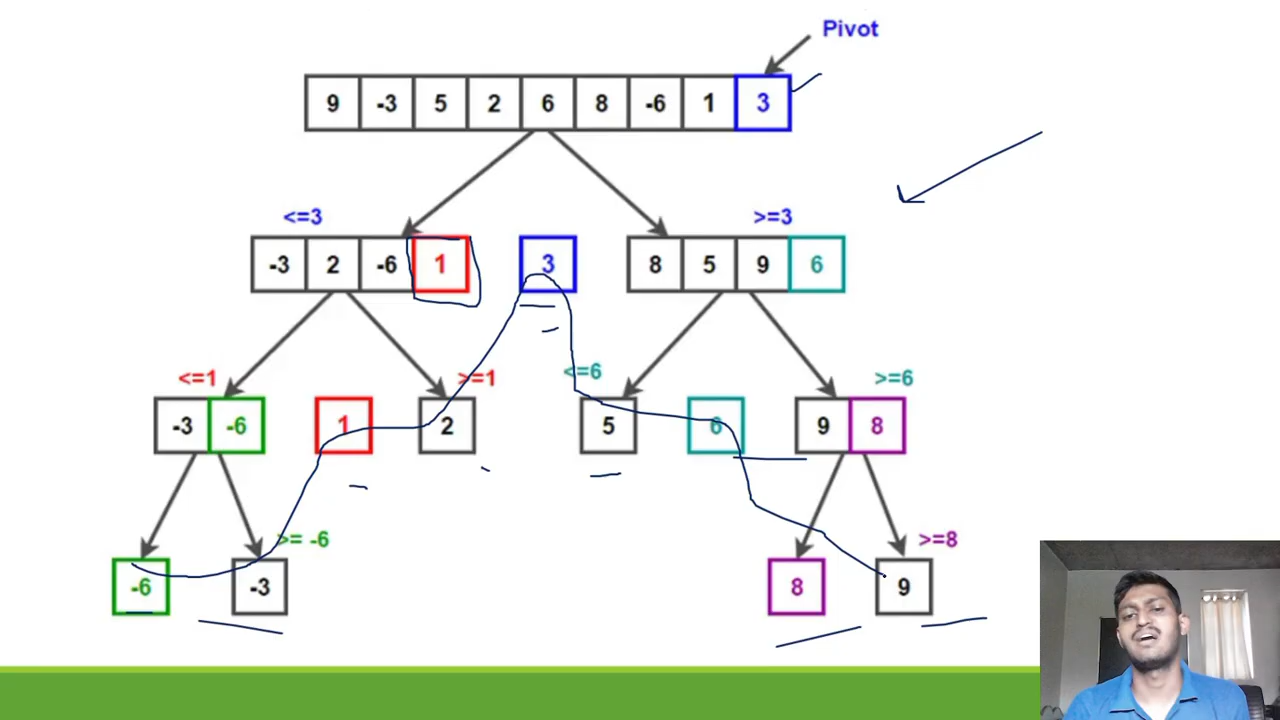 Pivot
9 -3 5 2 6 8 -6 1 3
<=3 >=3
-3 2 -6 1 3 8 5 9 6
<=1 >=1 <=6 >=6
-3 -6 1 2 5 6 9 8
>= -6 >=8
-6 -3 8 9